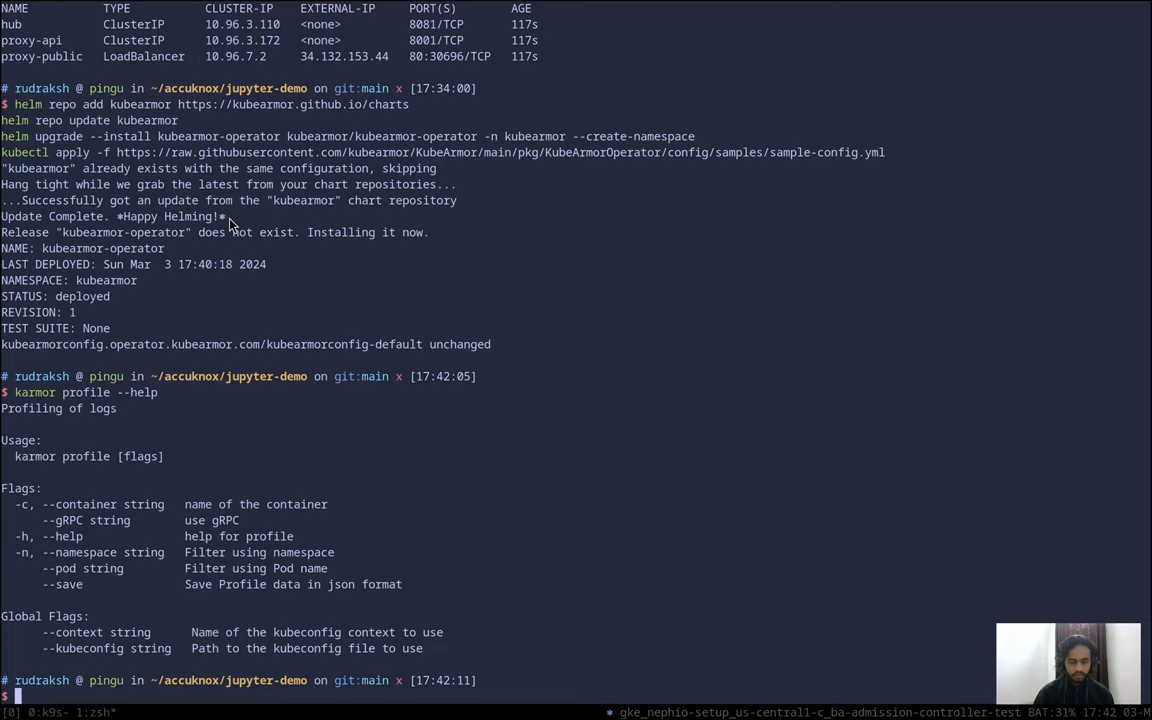 NAME          TYPE           CLUSTER-IP     EXTERNAL-IP     PORT(S)        AGE
hub           ClusterIP      10.96.3.110    <none>          8081/TCP       117s
proxy-api     ClusterIP      10.96.3.172    <none>          8001/TCP       117s
proxy-public  LoadBalancer   10.96.7.2      34.132.153.44   80:30696/TCP   117s
# rudraksh @ pingu in ~/accuknox/jupyter-demo on git:main x [17:34:00]
$ helm repo add kubearmor https://kubearmor.github.io/charts
helm repo update kubearmor
helm upgrade --install kubearmor-operator kubearmor/kubearmor-operator -n kubearmor --create-namespace
kubectl apply -f https://raw.githubusercontent.com/kubearmor/KubeArmor/main/pkg/KubeArmorOperator/config/samples/sample-config.yml
"kubearmor" already exists with the same configuration, skipping
Hang tight while we grab the latest from your chart repositories...
...Successfully got an update from the "kubearmor" chart repository
Update Complete. ⎈Happy Helming!⎈
Release "kubearmor-operator" does not exist. Installing it now.
NAME: kubearmor-operator
LAST DEPLOYED: Sun Mar  3 17:40:18 2024
NAMESPACE: kubearmor
STATUS: deployed
REVISION: 1
TEST SUITE: None
kubearmorconfig.operator.kubearmor.com/kubearmorconfig-default unchanged
# rudraksh @ pingu in ~/accuknox/jupyter-demo on git:main x [17:42:05]
$ karmor profile --help
Profiling of logs
Usage:
  karmor profile [flags]
Flags:
  -c, --container string   name of the container
      --gRPC string        use gRPC
  -h, --help               help for profile
  -n, --namespace string   Filter using namespace
      --pod string         Filter using Pod name
      --save               Save Profile data in json format
Global Flags:
      --context string      Name of the kubeconfig context to use
      --kubeconfig string   Path to the kubeconfig file to use
# rudraksh @ pingu in ~/accuknox/jupyter-demo on git:main x [17:42:11]
$
[0] 0:k9s- 1:zsh* ⎈ gke_nephio-setup_us-central1-c_ba-admission-controller-test BAT:31% 17:42 03-M